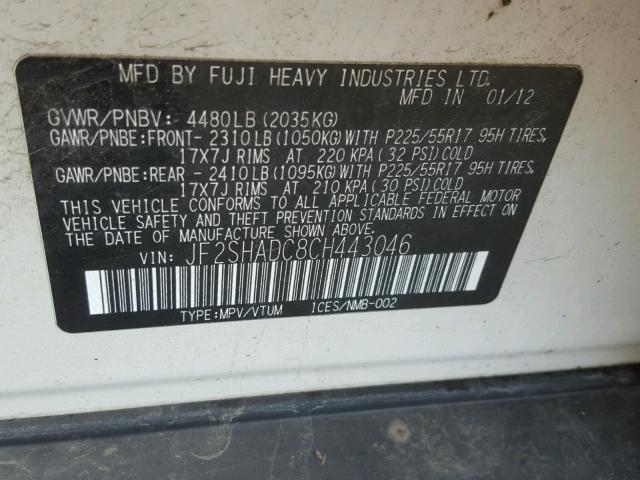 MFD BY FUJI HEAVY INDUSTRIES LTD.
MFD IN 01/12
GVWR/PNBV: 4480LB (2035KG)
GAWR/PNBE:FRONT- 2310LB (1050KG) WITH P225/55R17 95H TIRES,
17X7J RIMS AT 220 KPA (32 PSI) COLD
GAWR/PNBE:REAR - 2410LB (1095KG) WITH P225/55R17 95H TIRES,
17X7J RIMS AT 210 KPA (30 PSI) COLD
THIS VEHICLE CONFORMS TO ALL APPLICABLE FEDERAL MOTOR
VEHICLE SAFETY AND THEFT PREVENTION STANDARDS IN EFFECT ON
THE DATE OF MANUFACTURE SHOWN ABOVE.
VIN: JF2SHADC8CH443046
TYPE:MPV/VTUM ICES/NMB-002